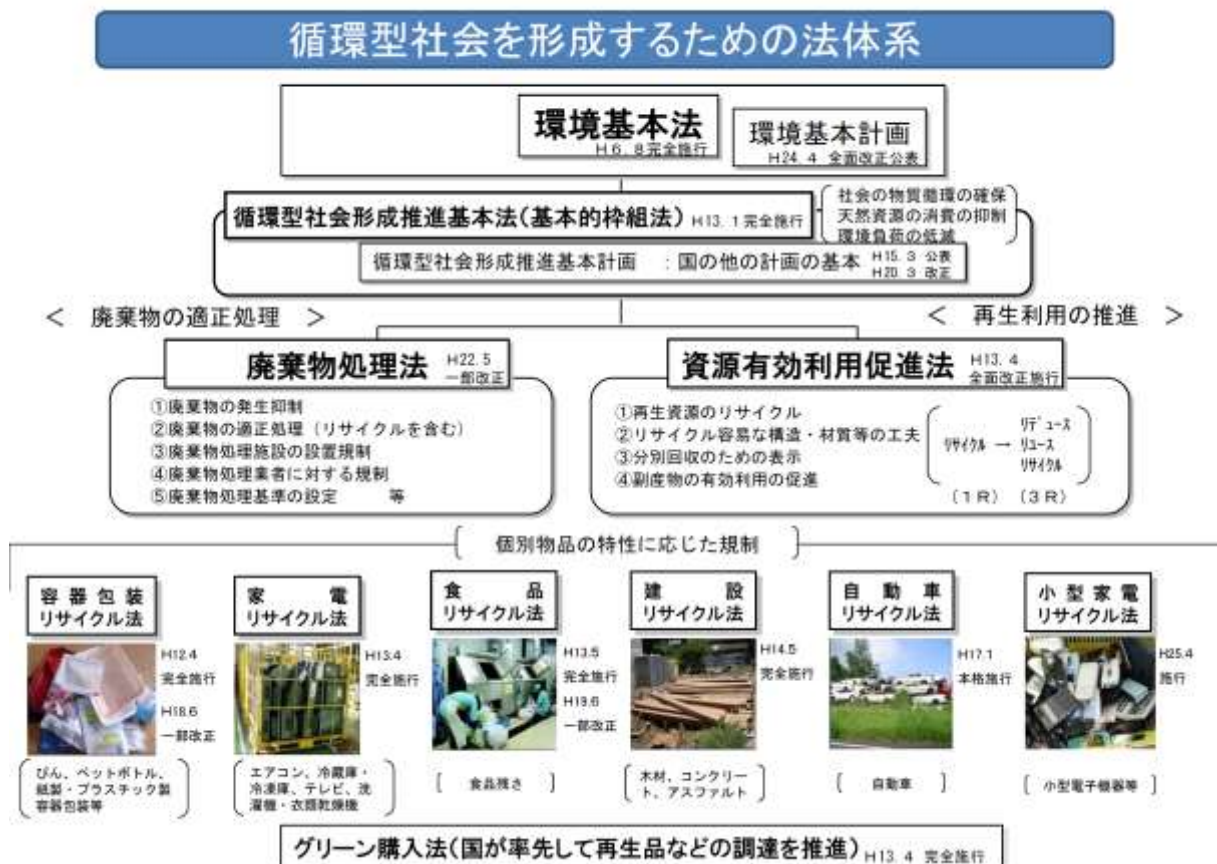 循環型社会を形成するための法体系
環境基本法
H.6. 8完全施行
環境基本計画
H24. 4 全面改正公表
循環型社会形成推進基本法(基本的枠組法) H13. 1 完全施行
社会の物質循環の確保
天然資源の消費の抑制
環境負荷の低減
循環型社会形成推進基本計画 :国の他の計画の基本
H15. 3 公表
H20. 3 改正
< 廃棄物の適正処理 >
< 再生利用の推進 >
廃棄物処理法
H22. 5
一部改正
①廃棄物の発生抑制
②廃棄物の適正処理(リサイクルを含む)
③廃棄物処理施設の設置規制
④廃棄物処理業者に対する規制
⑤廃棄物処理基準の設定 等
資源有効利用促進法
H13. 4
全面改正施行
①再生資源のリサイクル
②リサイクル容易な構造・材質等の工夫
③分別回収のための表示
④副産物の有効利用の促進
リサイクル →
リデュース
リユース
リサイクル
(1R) (3R)
個別物品の特性に応じた規制
容器包装
リサイクル法
H12.4
完全施行
H18.6
一部改正
びん、ペットボトル、
紙製・プラスチック製
容器包装等
家電
リサイクル法
H13.4
完全施行
エアコン、冷蔵庫・
冷凍庫、テレビ、洗
濯機・衣類乾燥機
食品
リサイクル法
H13.5
完全施行
H19.6
一部改正
食品残さ
建設
リサイクル法
H14.5
完全施行
木材、コンクリー
ト、アスファルト
自動車
リサイクル法
H17.1
本格施行
自動車
小型家電
リサイクル法
H25.4
施行
小型電子機器等
グリーン購入法(国が率先して再生品などの調達を推進) H13. 4 完全施行